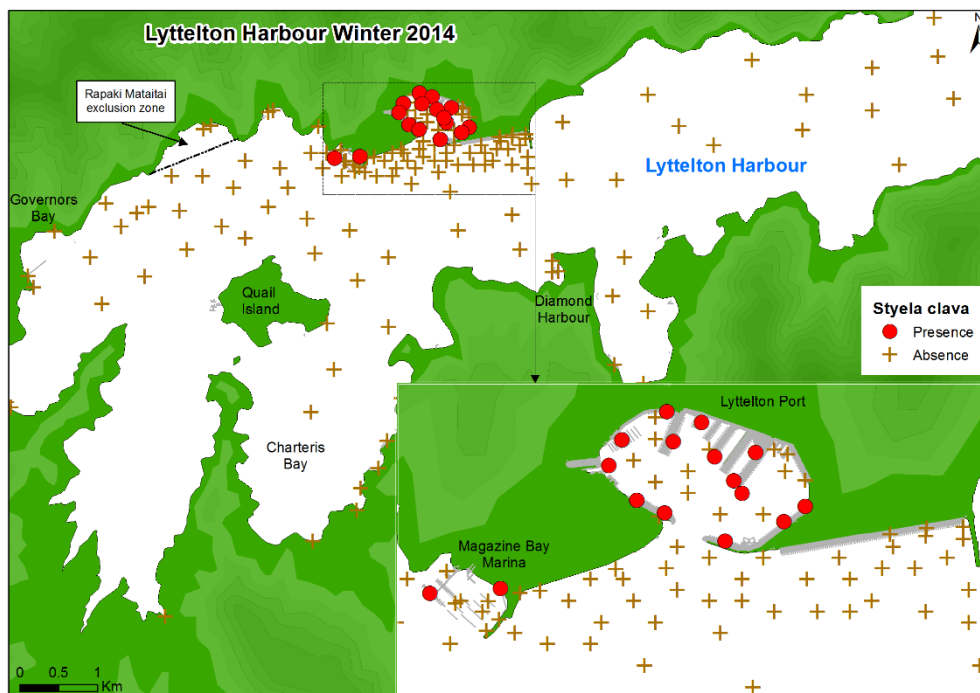 Lyttelton Harbour Winter 2014
N
Rapaki Mataitai
exclusion zone
Lyttelton Harbour
Governors
Bay
Quail
Island
Diamond
Harbour
Styela clava
Presence
Absence
Charteris
Bay
Lyttelton Port
Magazine Bay
Marina
0 0.5 1
Km